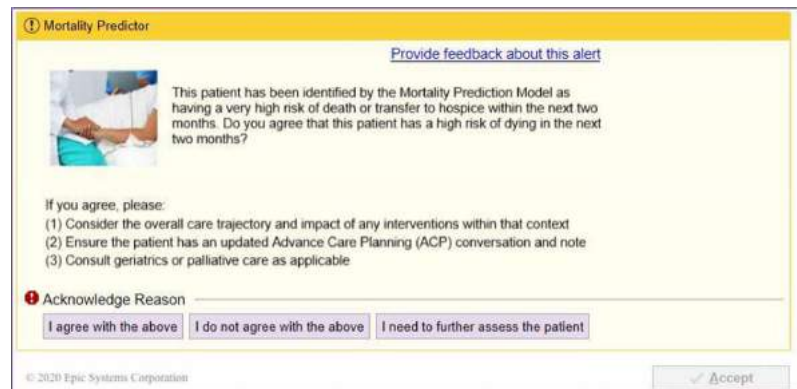 Mortality Predictor
Provide feedback about this alert
This patient has been identified by the Mortality Prediction Model as
having a very high risk of death or transfer to hospice within the next two
months. Do you agree that this patient has a high risk of dying in the next
two months?
If you agree, please:
(1) Consider the overall care trajectory and impact of any interventions within that context
(2) Ensure the patient has an updated Advance Care Planning (ACP) conversation and note
(3) Consult geriatrics or palliative care as applicable
Acknowledge Reason
I agree with the above I do not agree with the above I need to further assess the patient
© 2020 Epic Systems Corporation
Accept